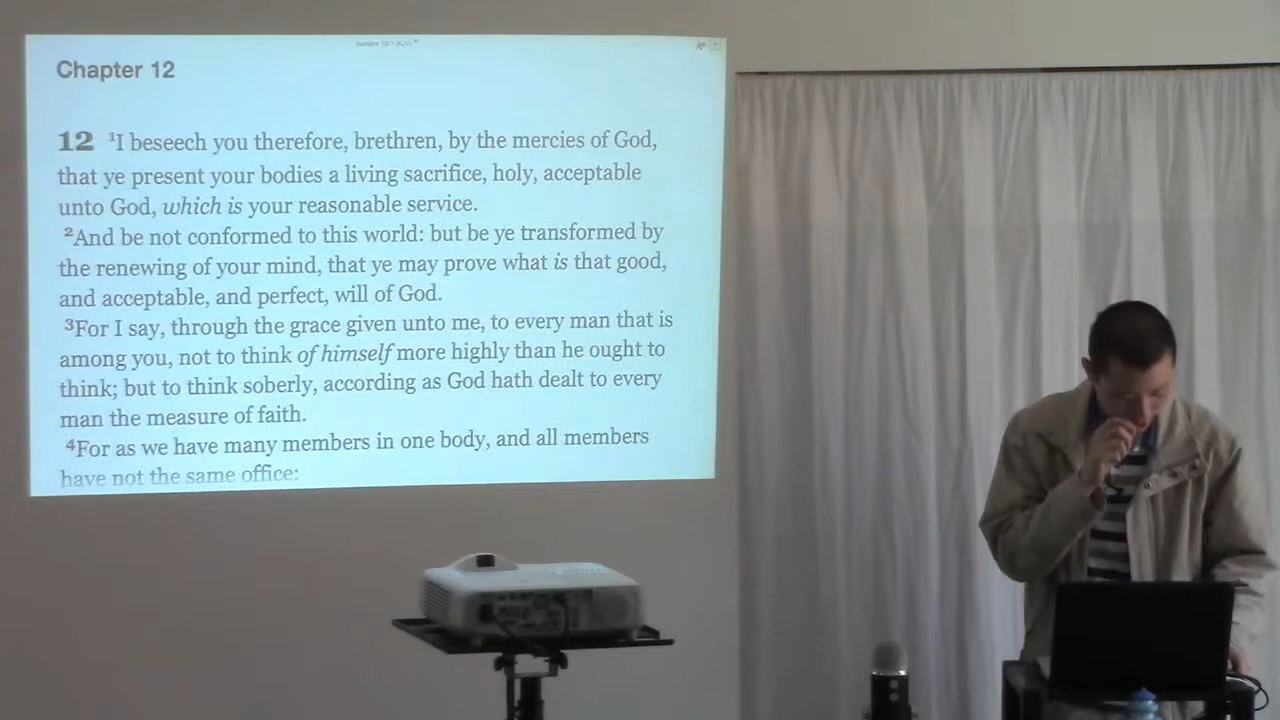 Romans 12:1 (KJV)
Chapter 12
12 ¹I beseech you therefore, brethren, by the mercies of God,
that ye present your bodies a living sacrifice, holy, acceptable
unto God, which is your reasonable service.
²And be not conformed to this world: but be ye transformed by
the renewing of your mind, that ye may prove what is that good,
and acceptable, and perfect, will of God.
³For I say, through the grace given unto me, to every man that is
among you, not to think of himself more highly than he ought to
think; but to think soberly, according as God hath dealt to every
man the measure of faith.
⁴For as we have many members in one body, and all members
have not the same office: